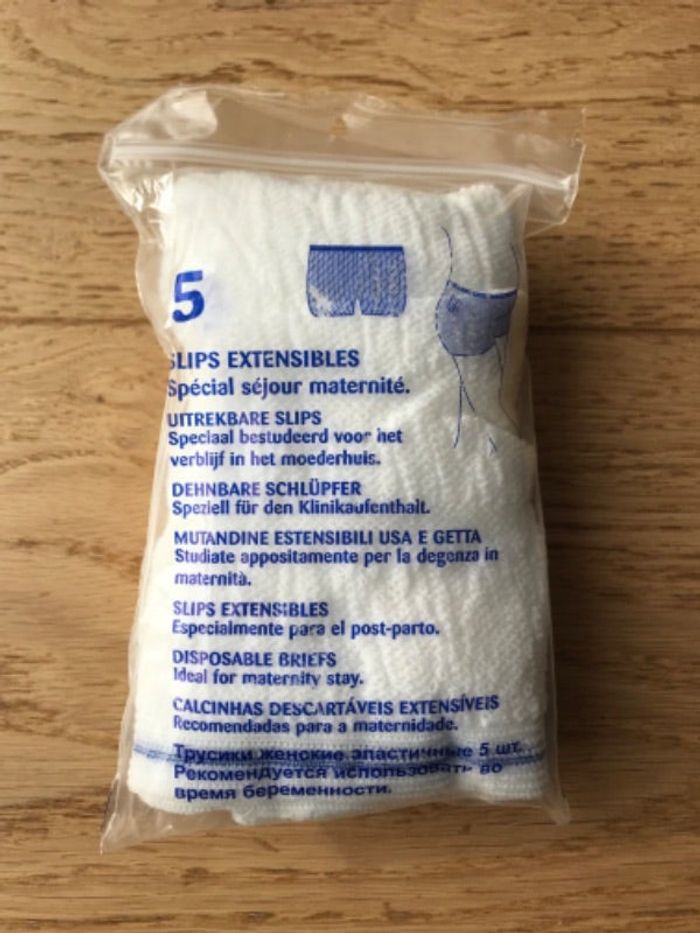 5
SLIPS EXTENSIBLES
Spécial séjour maternité.
UITREKBARE SLIPS
Speciaal bestudeerd voor het
verblijf in het moederhuis.
DEHNBARE SCHLÜPFER
Speziell für den Klinikaufenthalt.
MUTANDINE ESTENSIBILI USA E GETTA
Studiate appositamente per la degenza in
maternità.
SLIPS EXTENSIBLES
Especialmente para el post-parto.
DISPOSABLE BRIEFS
Ideal for maternity stay.
CALCINHAS DESCARTÁVEIS EXTENSÍVEIS
Recomendadas para a maternidade.
Трусики женские эластичные 5 шт.
Рекомендуется использовать во
время беременности.